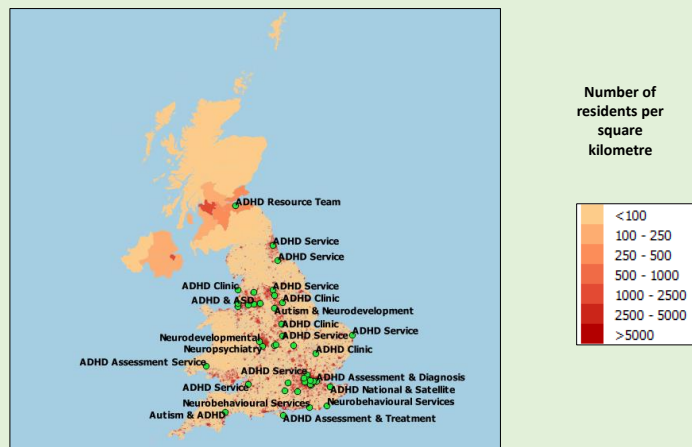 ADHD Resource Team
ADHD Service
ADHD Service
ADHD Clinic
ADHD Service
ADHD & ASD
ADHD Clinic
Autism & Neurodevelopment
ADHD Clinic
ADHD Service
Neurodevelopmental
ADHD Service
Neuropsychiatry
ADHD Clinic
ADHD Assessment Service
ADHD Service
ADHD Assessment & Diagnosis
ADHD Service
ADHD National & Satellite
Neurobehavioural Services
Neurobehavioural Services
Autism & ADHD
ADHD Assessment & Treatment
Number of
residents per
square
kilometre
<100
100 - 250
250 - 500
500 - 1000
1000 - 2500
2500 - 5000
>5000